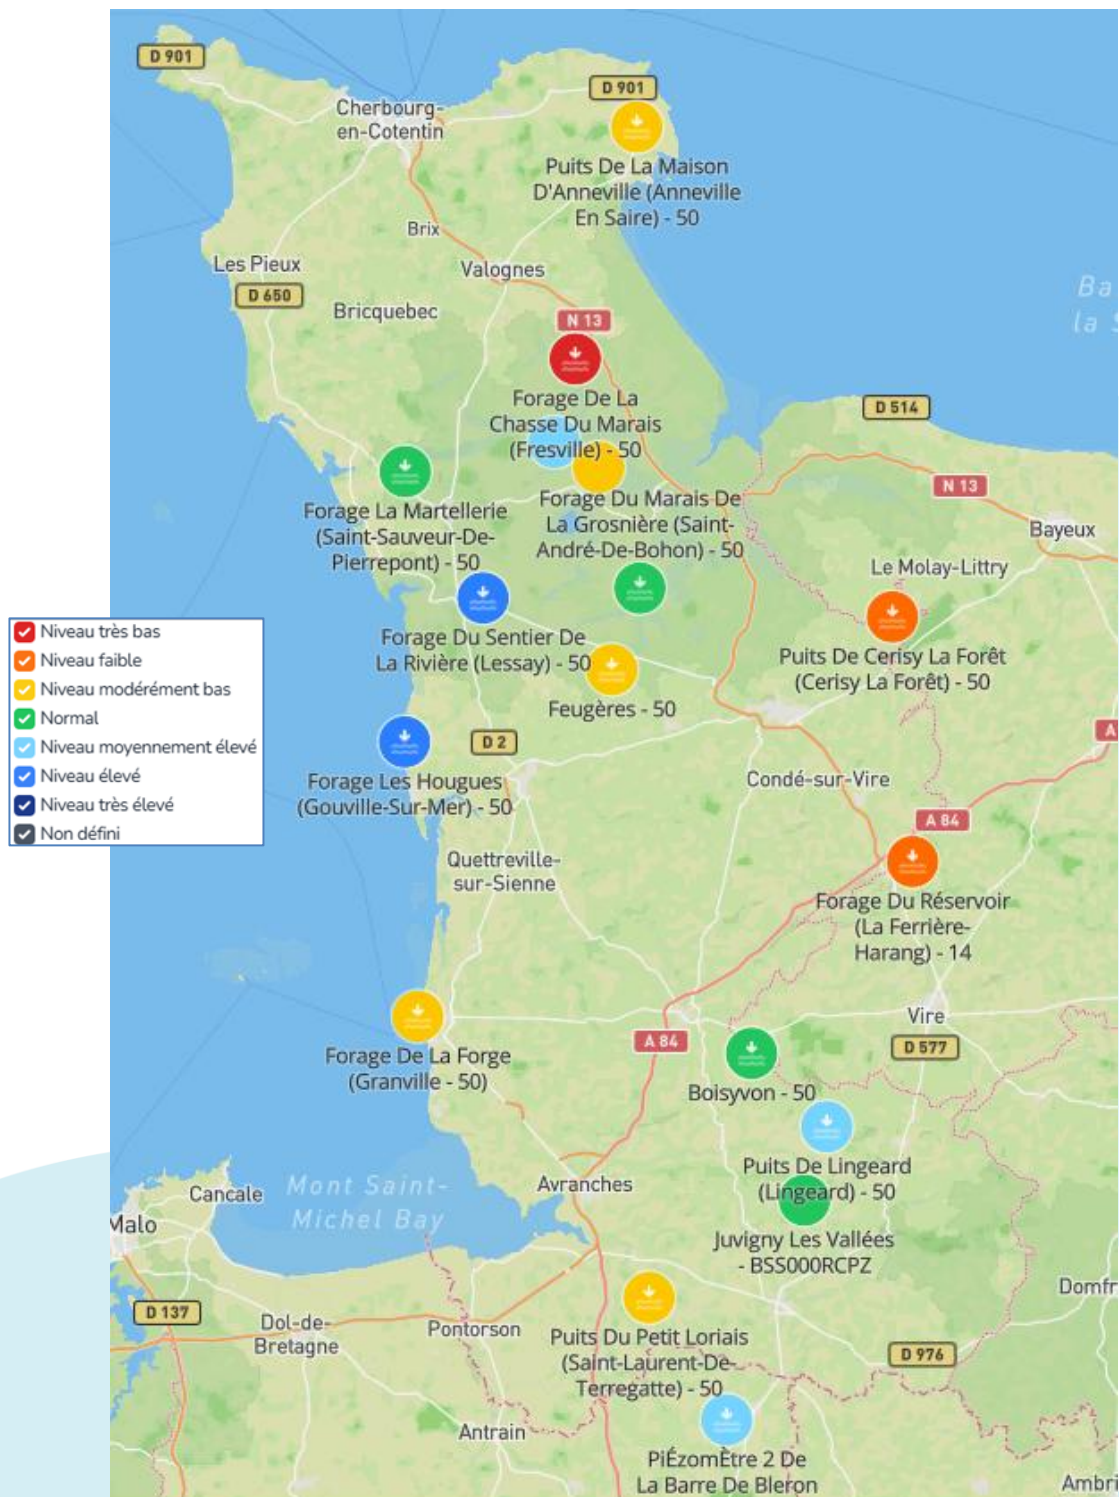 D 901
D 901
Cherbourg-
en-Cotentin
Puits De La Maison
D'Anneville (Anneville
En Saire) - 50
Brix
Les Pieux
Valognes
D 650
Bricquebec
N 13
Ba
la S
Forage De La
Chasse Du Marais
(Fresville) - 50
D 514
N 13
Forage La Martellerie
(Saint-Sauveur-De-
Pierrepont) - 50
Forage Du Marais De
La Grosnière (Saint-
André-De-Bohon) - 50
Bayeux
Le Molay-Littry
Niveau très bas
Niveau faible
Niveau modérément bas
Normal
Niveau moyennement élevé
Niveau élevé
Niveau très élevé
Non défini
Forage Du Sentier De
La Rivière (Lessay) - 50
Puits De Cerisy La Forêt
(Cerisy La Forêt) - 50
Feugères - 50
D 2
A
Forage Les Hougues
(Gouville-Sur-Mer) - 50
Condé-sur-Vire
A 84
Quettreville-
sur-Sienne
Forage Du Réservoir
(La Ferrière-
Harang) - 14
Vire
A 84
D 577
Forage De La Forge
(Granville - 50)
Boisyvon - 50
Puits De Lingeard
(Lingeard) - 50
Avranches
Cancale
Mont Saint-
Michel Bay
Malo
Juvigny Les Vallées
- BSS000RCPZ
Domfr
D 137
Dol-de-
Bretagne
Pontorson
Puits Du Petit Loriais
(Saint-Laurent-De-
Terregatte) - 50
D 976
Antrain
PiÉzomÈtre 2 De
La Barre De Bleron
Ambri